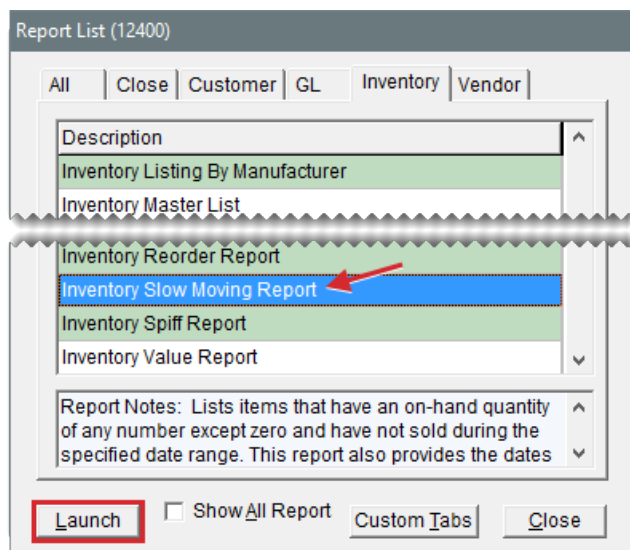 Report List (12400)
All Close Customer GL Inventory Vendor
Description
Inventory Listing By Manufacturer
Inventory Master List
Inventory Reorder Report
Inventory Slow Moving Report
Inventory Spiff Report
Inventory Value Report
Report Notes: Lists items that have an on-hand quantity
of any number except zero and have not sold during the
specified date range. This report also provides the dates
Launch Show All Report Custom Tabs Close